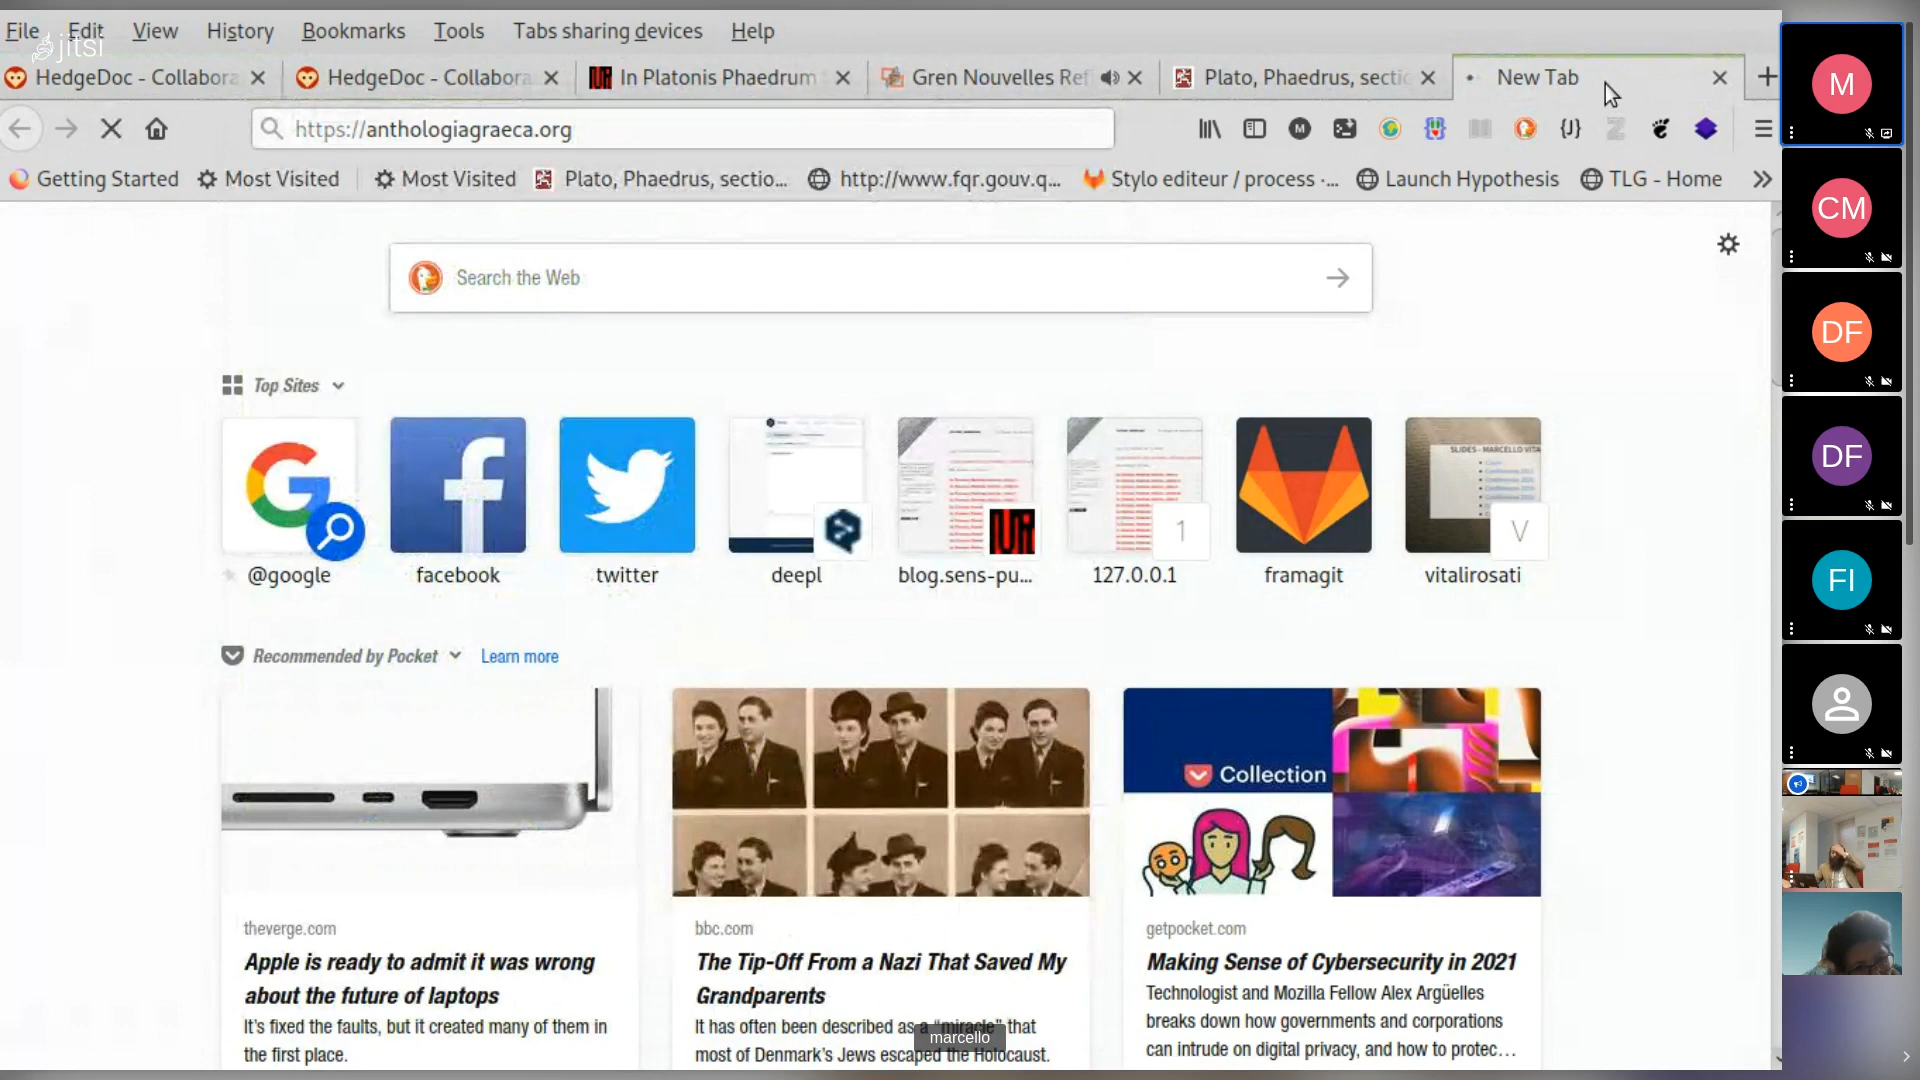 File Edit View History Bookmarks Tools Tabs sharing devices Help
jitsi
HedgeDoc - Collabora
HedgeDoc - Collabora
In Platonis Phaedrum
Gren Nouvelles Ref
Plato, Phaedrus, sectio
New Tab
https://anthologiagraeca.org
Getting Started
Most Visited
Most Visited
Plato, Phaedrus, sectio...
http://www.fqr.gouv.q...
Stylo editeur / process ·...
Launch Hypothesis
TLG - Home
Search the Web
Top Sites
SLIDES - MARCELLO VITA
1
V
@google
facebook
twitter
deepl
blog.sens-pu...
127.0.0.1
framagit
vitalirosati
Recommended by Pocket
Learn more
Collection
theverge.com
Apple is ready to admit it was wrong
about the future of laptops
It's fixed the faults, but it created many of them in
the first place.
bbc.com
The Tip-Off From a Nazi That Saved My
Grandparents
It has often been described as a “miracle” that
most of Denmark's Jews escaped the Holocaust.
getpocket.com
Making Sense of Cybersecurity in 2021
Technologist and Mozilla Fellow Alex Argüelles
breaks down how governments and corporations
can intrude on digital privacy, and how to protec...
marcello
M
CM
DF
DF
FI